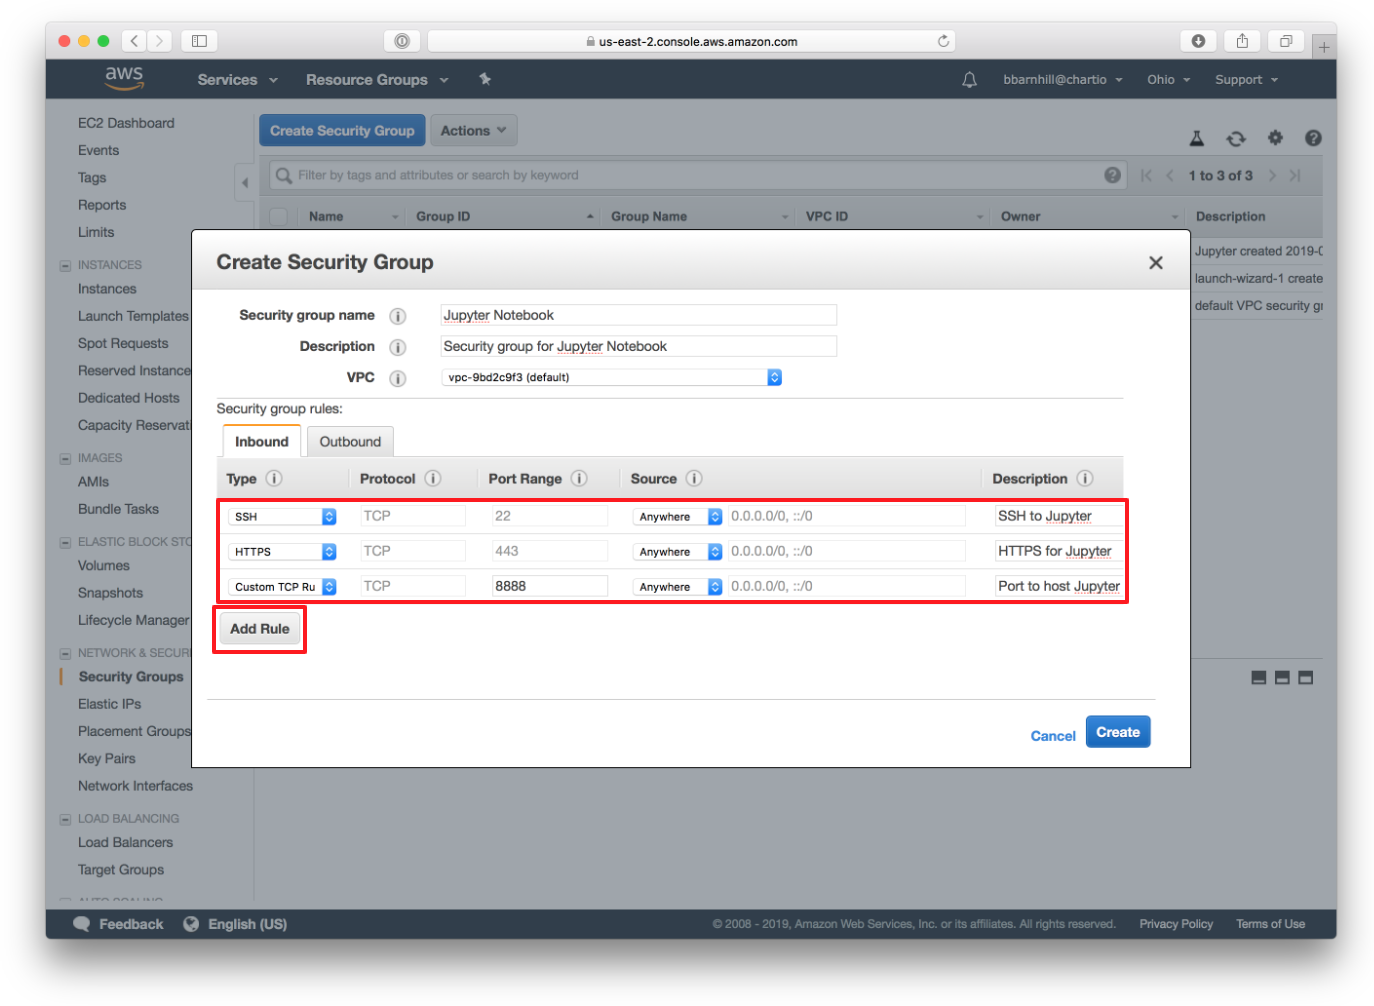 us-east-2.console.aws.amazon.com
aws Services Resource Groups bbarnhill@chartio Ohio Support
EC2 Dashboard
Events
Tags
Reports
Limits
INSTANCES
Instances
Launch Templates
Spot Requests
Reserved Instance
Dedicated Hosts
Capacity Reservati
IMAGES
AMIs
Bundle Tasks
ELASTIC BLOCK STO
Volumes
Snapshots
Lifecycle Manager
NETWORK & SECURI
Security Groups
Elastic IPs
Placement Groups
Key Pairs
Network Interfaces
LOAD BALANCING
Load Balancers
Target Groups
AUTO SCALING
Create Security Group Actions
Filter by tags and attributes or search by keyword 1 to 3 of 3
Name Group ID Group Name VPC ID Owner Description
Jupyter created 2019-0
launch-wizard-1 create
default VPC security gr
Create Security Group
Security group name Jupyter Notebook
Description Security group for Jupyter Notebook
VPC vpc-9bd2c9f3 (default)
Security group rules:
Inbound Outbound
Type Protocol Port Range Source Description
SSH TCP 22 Anywhere 0.0.0.0/0, ::/0 SSH to Jupyter
HTTPS TCP 443 Anywhere 0.0.0.0/0, ::/0 HTTPS for Jupyter
Custom TCP Ru TCP 8888 Anywhere 0.0.0.0/0, ::/0 Port to host Jupyter
Add Rule
Cancel Create
Feedback English (US) © 2008 - 2019, Amazon Web Services, Inc. or its affiliates. All rights reserved. Privacy Policy Terms of Use